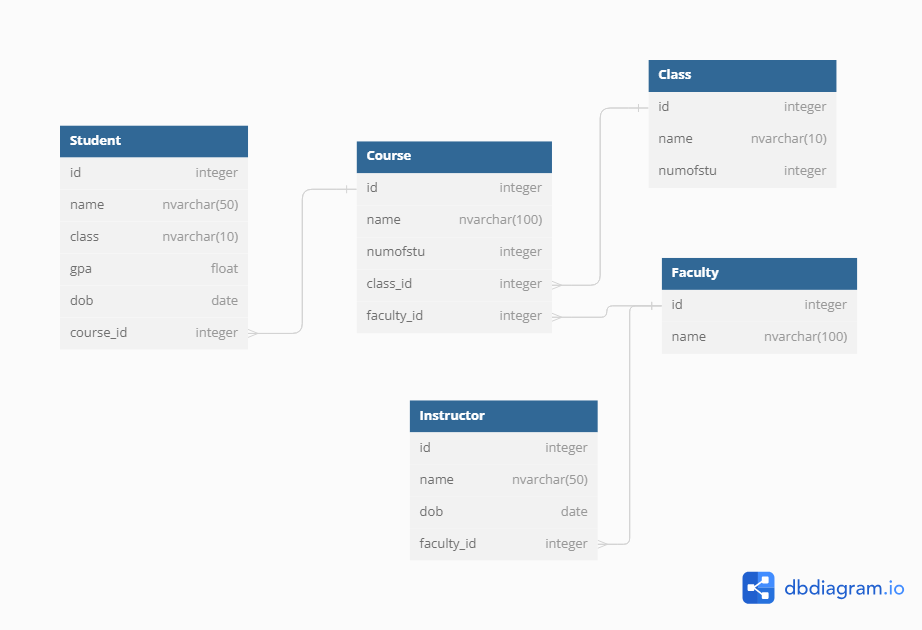 Student
id integer
name nvarchar(50)
class nvarchar(10)
gpa float
dob date
course_id integer
Course
id integer
name nvarchar(100)
numofstu integer
class_id integer
faculty_id integer
Class
id integer
name nvarchar(10)
numofstu integer
Faculty
id integer
name nvarchar(100)
Instructor
id integer
name nvarchar(50)
dob date
faculty_id integer
dbdiagram.io